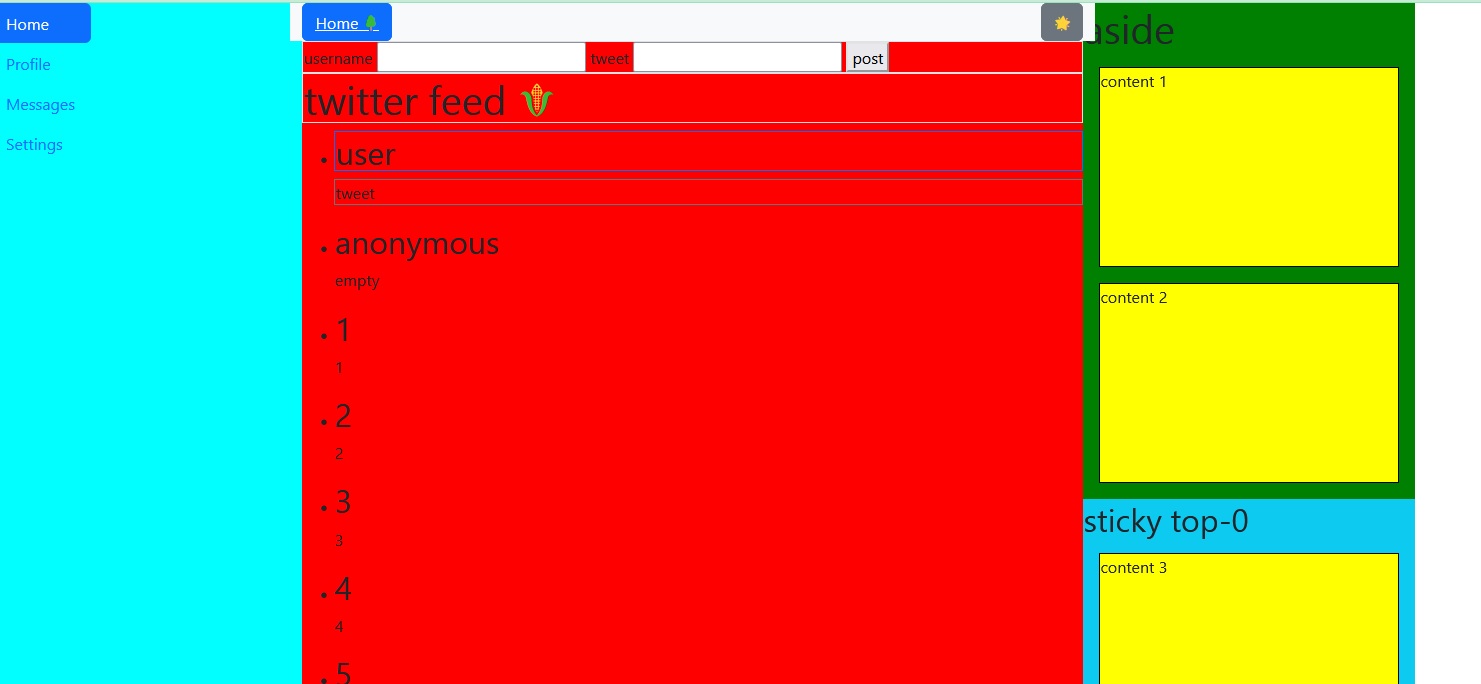 Home
Profile
Messages
Settings
Home 🌲
🌟
username tweet post
twitter feed 🌽
user
tweet
anonymous
empty
1
1
2
2
3
3
4
4
5
aside
content 1
content 2
sticky top-0
content 3